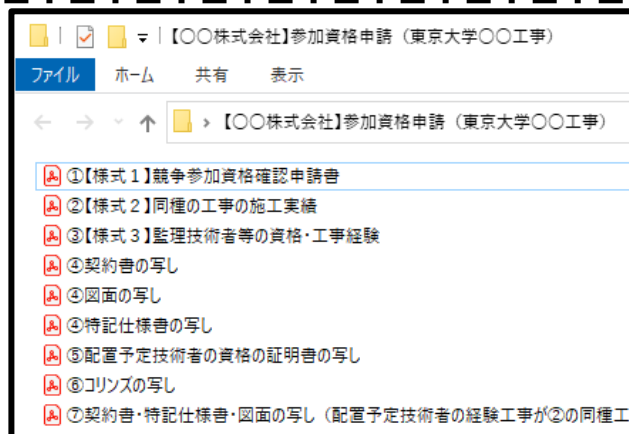 【〇〇株式会社】参加資格申請（東京大学〇〇工事）
ファイル ホーム 共有 表示
【〇〇株式会社】参加資格申請（東京大学〇〇工事）
①【様式１】競争参加資格確認申請書
②【様式２】同種の工事の施工実績
③【様式３】監理技術者等の資格・工事経験
④契約書の写し
④図面の写し
④特記仕様書の写し
⑤配置予定技術者の資格の証明書の写し
⑥コリンズの写し
⑦契約書・特記仕様書・図面の写し（配置予定技術者の経験工事が②の同種工